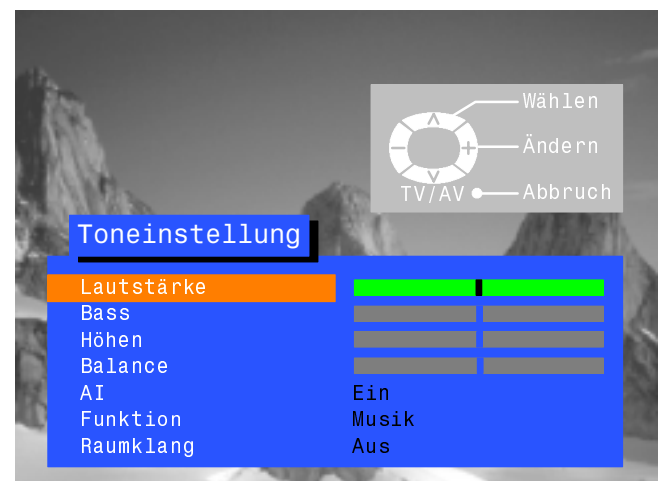 Wählen
Ändern
TV/AV Abbruch
Toneinstellung
Lautstärke
Bass
Höhen
Balance
AI Ein
Funktion Musik
Raumklang Aus